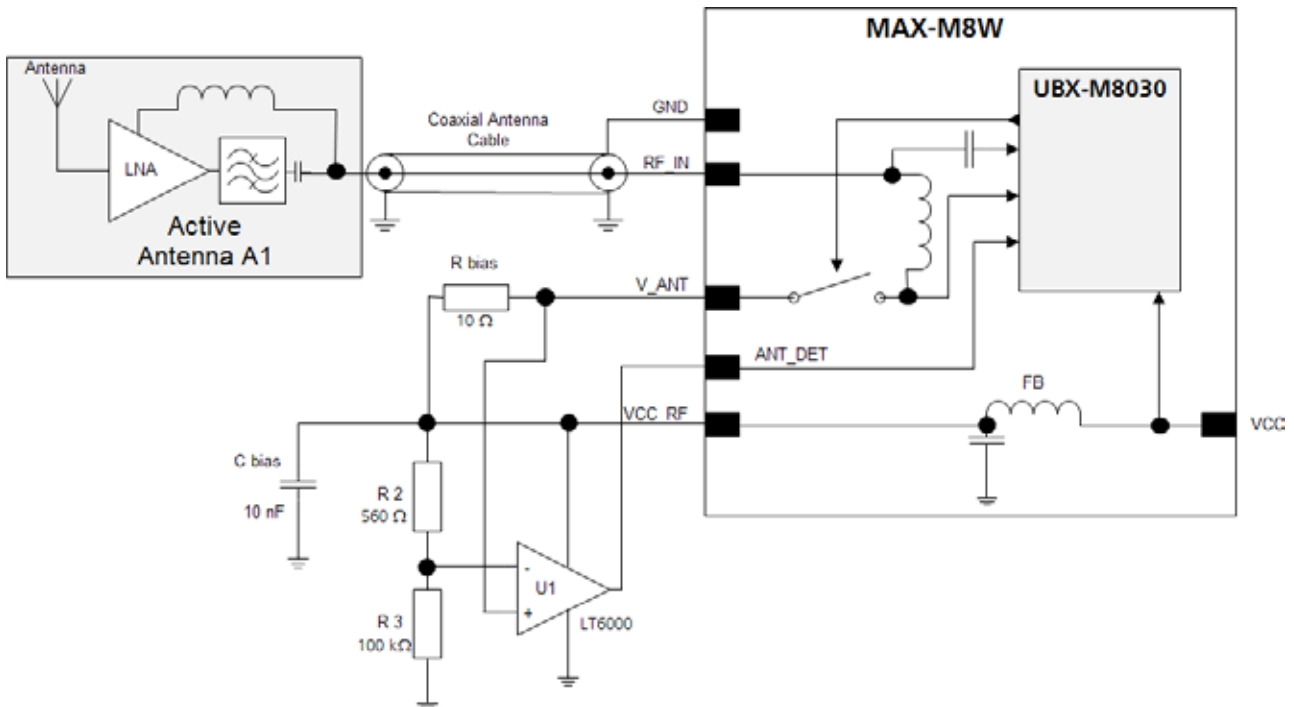 MAX-M8W
UBX-M8030
Antenna
LNA
Active
Antenna A1
Coaxial Antenna
Cable
GND
RF_IN
R bias
10 Ω
V_ANT
ANT_DET
VCC_RF
FB
VCC
C bias
10 nF
R 2
560 Ω
R 3
100 kΩ
-
+
U1
LT6000